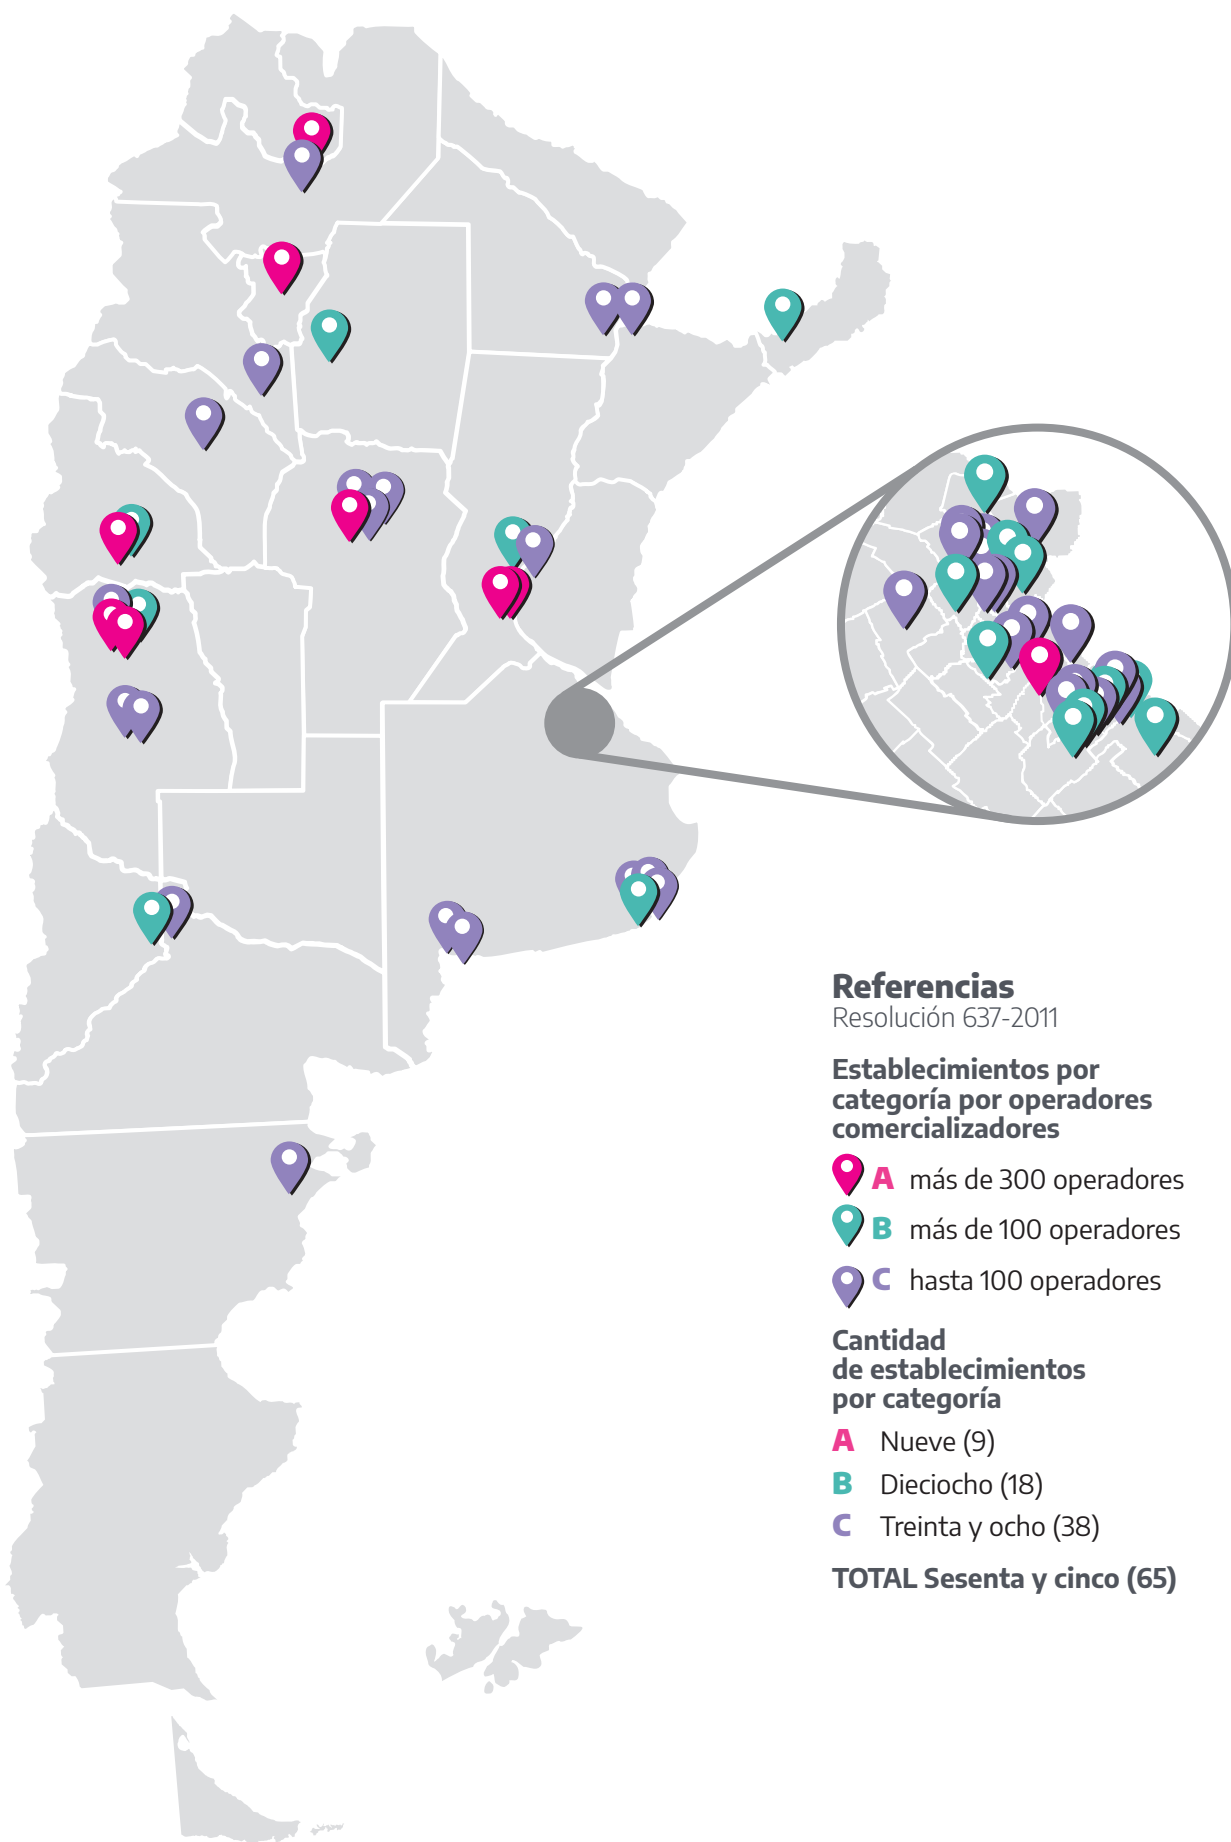 Referencias
Resolución 637-2011
Establecimientos por
categoría por operadores
comercializadores
A más de 300 operadores
B más de 100 operadores
C hasta 100 operadores
Cantidad
de establecimientos
por categoría
A Nueve (9)
B Dieciocho (18)
C Treinta y ocho (38)
TOTAL Sesenta y cinco (65)